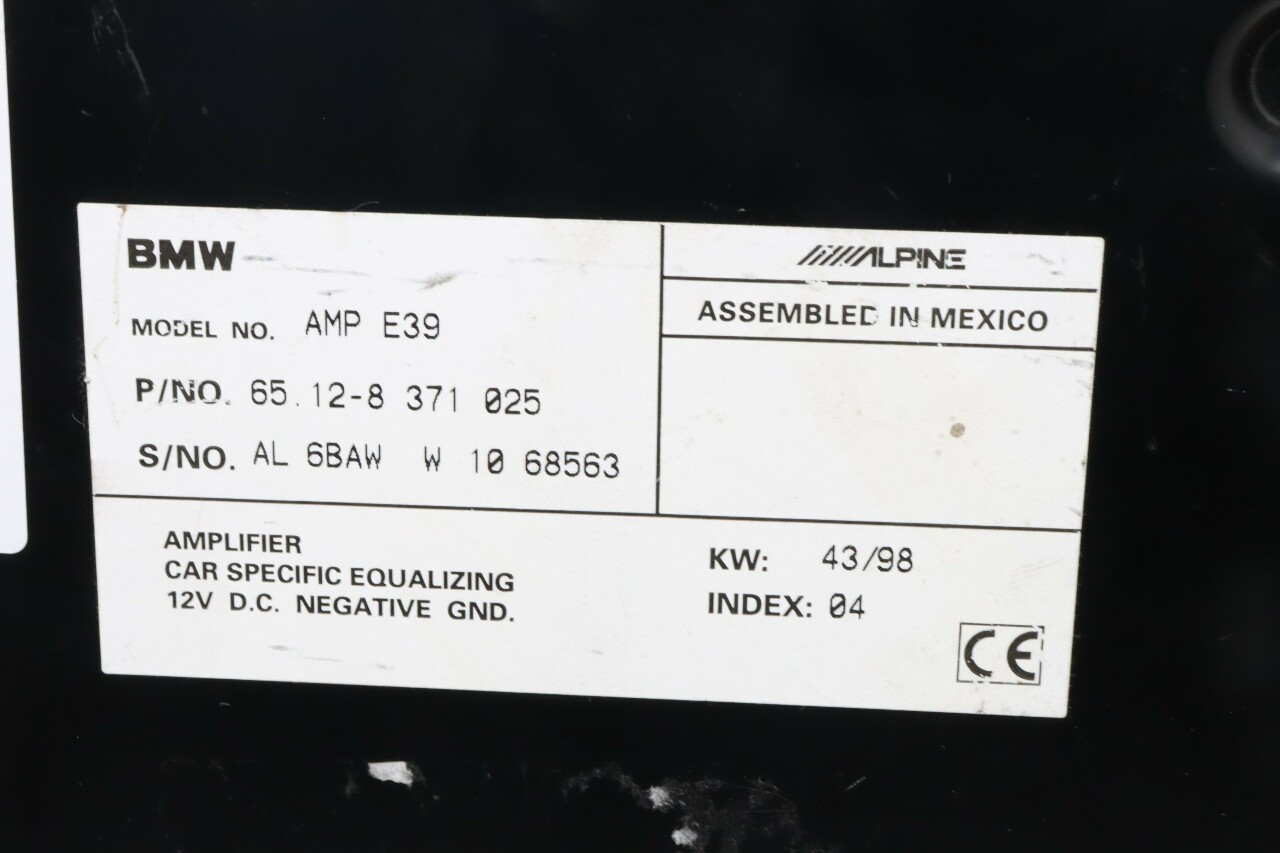 BMW
MODEL NO. AMP E39
P/NO. 65.12-8 371 025
S/NO. AL 6BAW W 10 68563
ALPINE
ASSEMBLED IN MEXICO
AMPLIFIER
CAR SPECIFIC EQUALIZING
12V D.C. NEGATIVE GND.
KW: 43/98
INDEX: 04
CE